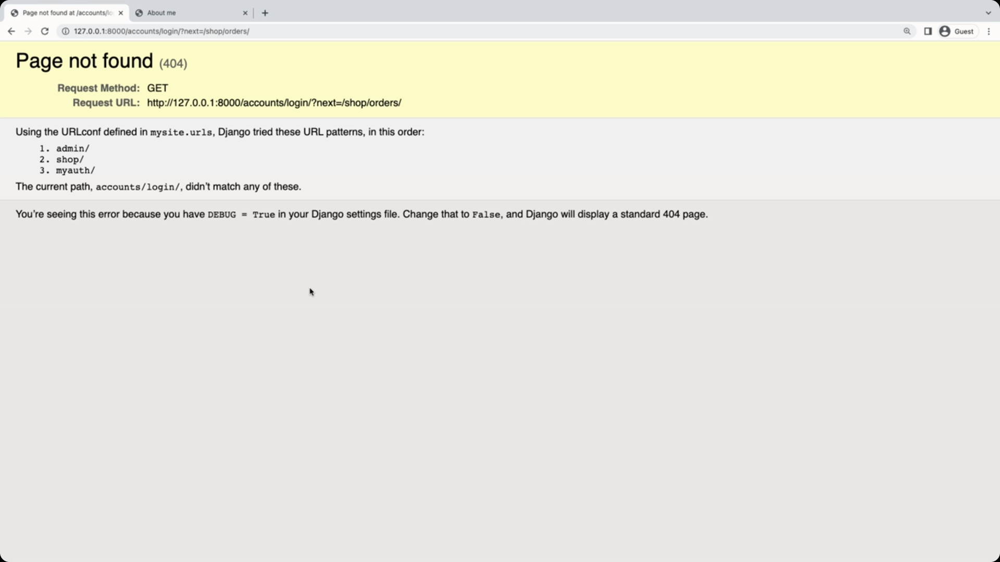 Page not found at /accounts/lo
About me
127.0.0.1:8000/accounts/login/?next=/shop/orders/
Guest
Page not found (404)
Request Method: GET
Request URL: http://127.0.0.1:8000/accounts/login/?next=/shop/orders/
Using the URLconf defined in mysite.urls, Django tried these URL patterns, in this order:
1. admin/
2. shop/
3. myauth/
The current path, accounts/login/, didn’t match any of these.
You’re seeing this error because you have DEBUG = True in your Django settings file. Change that to False, and Django will display a standard 404 page.